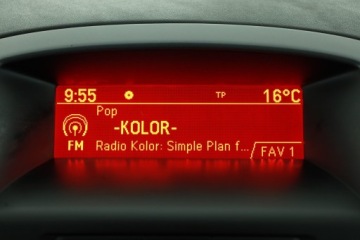 9:55 TP 16°C
Pop
-KOLOR-
FM Radio Kolor: Simple Plan f... FAV 1